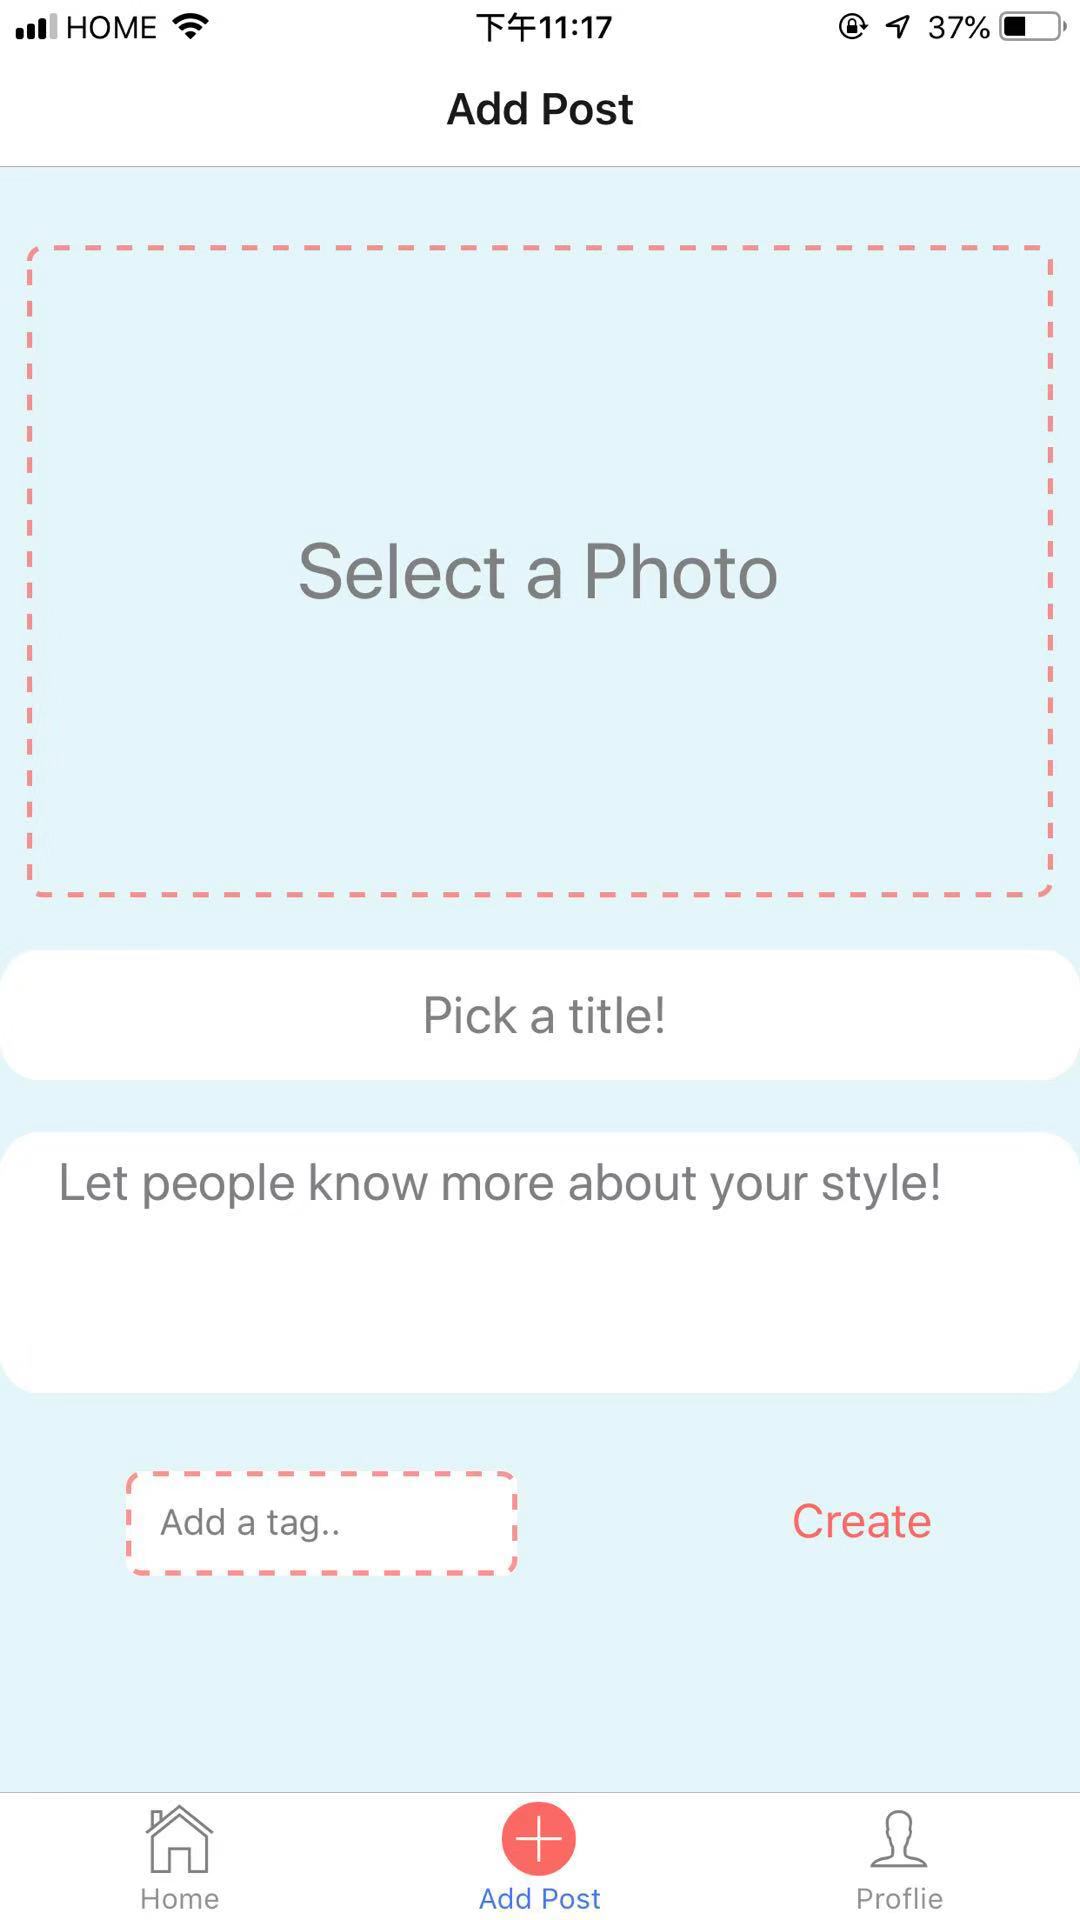 HOME 下午11:17 37%
Add Post
Select a Photo
Pick a title!
Let people know more about your style!
Add a tag..
Create
Home
Add Post
Proflie